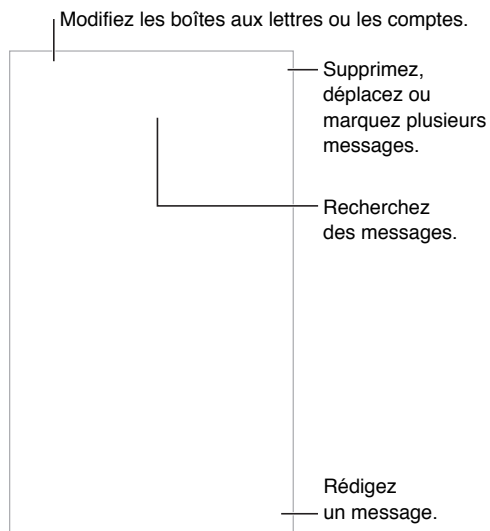 Modifiez les boîtes aux lettres ou les comptes.
Supprimez,
déplacez ou
marquez plusieurs
messages.
Recherchez
des messages.
Rédigez
un message.